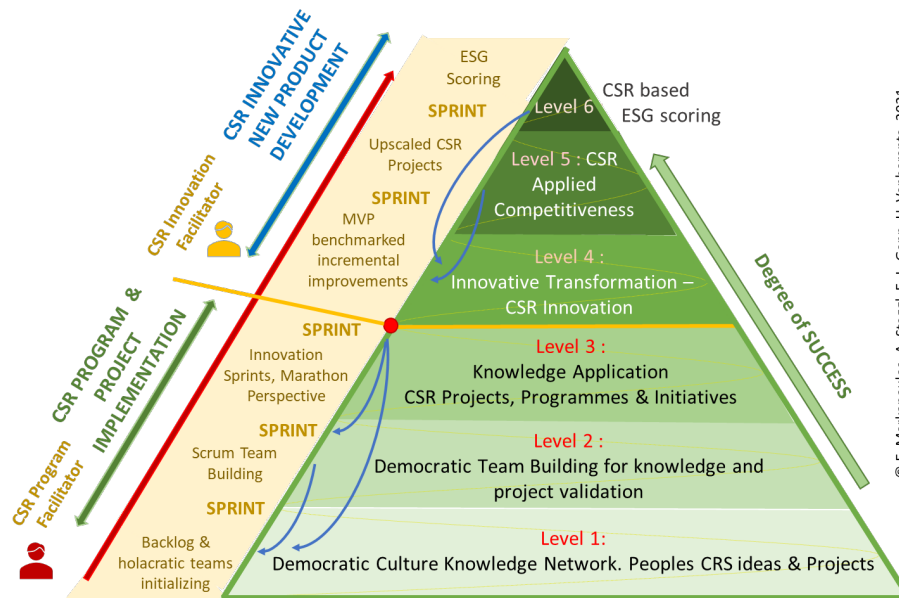 CSR INNOVATIVE
NEW PRODUCT
DEVELOPMENT
CSR Innovation
Facilitator
CSR PROGRAM &
PROJECT
IMPLEMENTATION
CSR Program
Facilitator
ESG
Scoring
SPRINT
Upscaled CSR
Projects
SPRINT
MVP
benchmarked
incremental
improvements
SPRINT
Innovation
Sprints, Marathon
Perspective
SPRINT
Scrum Team
Building
SPRINT
Backlog &
holacratic teams
initializing
Level 6
CSR based
ESG scoring
Level 5 : CSR
Applied
Competitiveness
Level 4 :
Innovative Transformation –
CSR Innovation
Level 3 :
Knowledge Application
CSR Projects, Programmes & Initiatives
Level 2 :
Democratic Team Building for knowledge and
project validation
Level 1:
Democratic Culture Knowledge Network. Peoples CRS ideas & Projects
Degree of SUCCESS